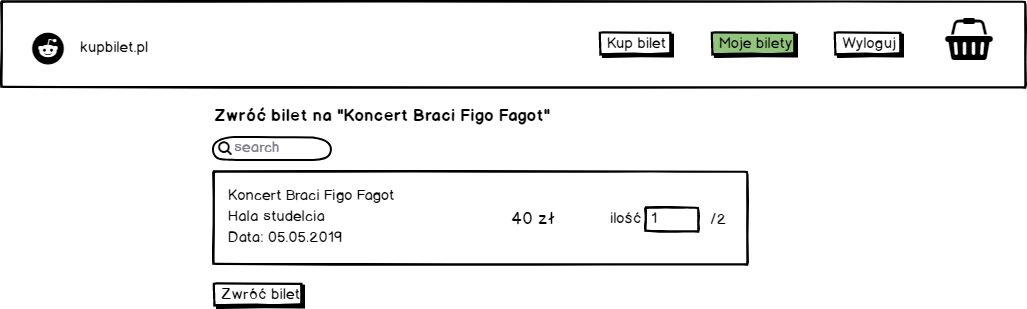 kupbilet.pl
Kup bilet
Moje bilety
Wyloguj
Zwróć bilet na "Koncert Braci Figo Fagot"
search
Koncert Braci Figo Fagot
Hala studelcia
Data: 05.05.2019
40 zł
ilość 1 /2
Zwróć bilet